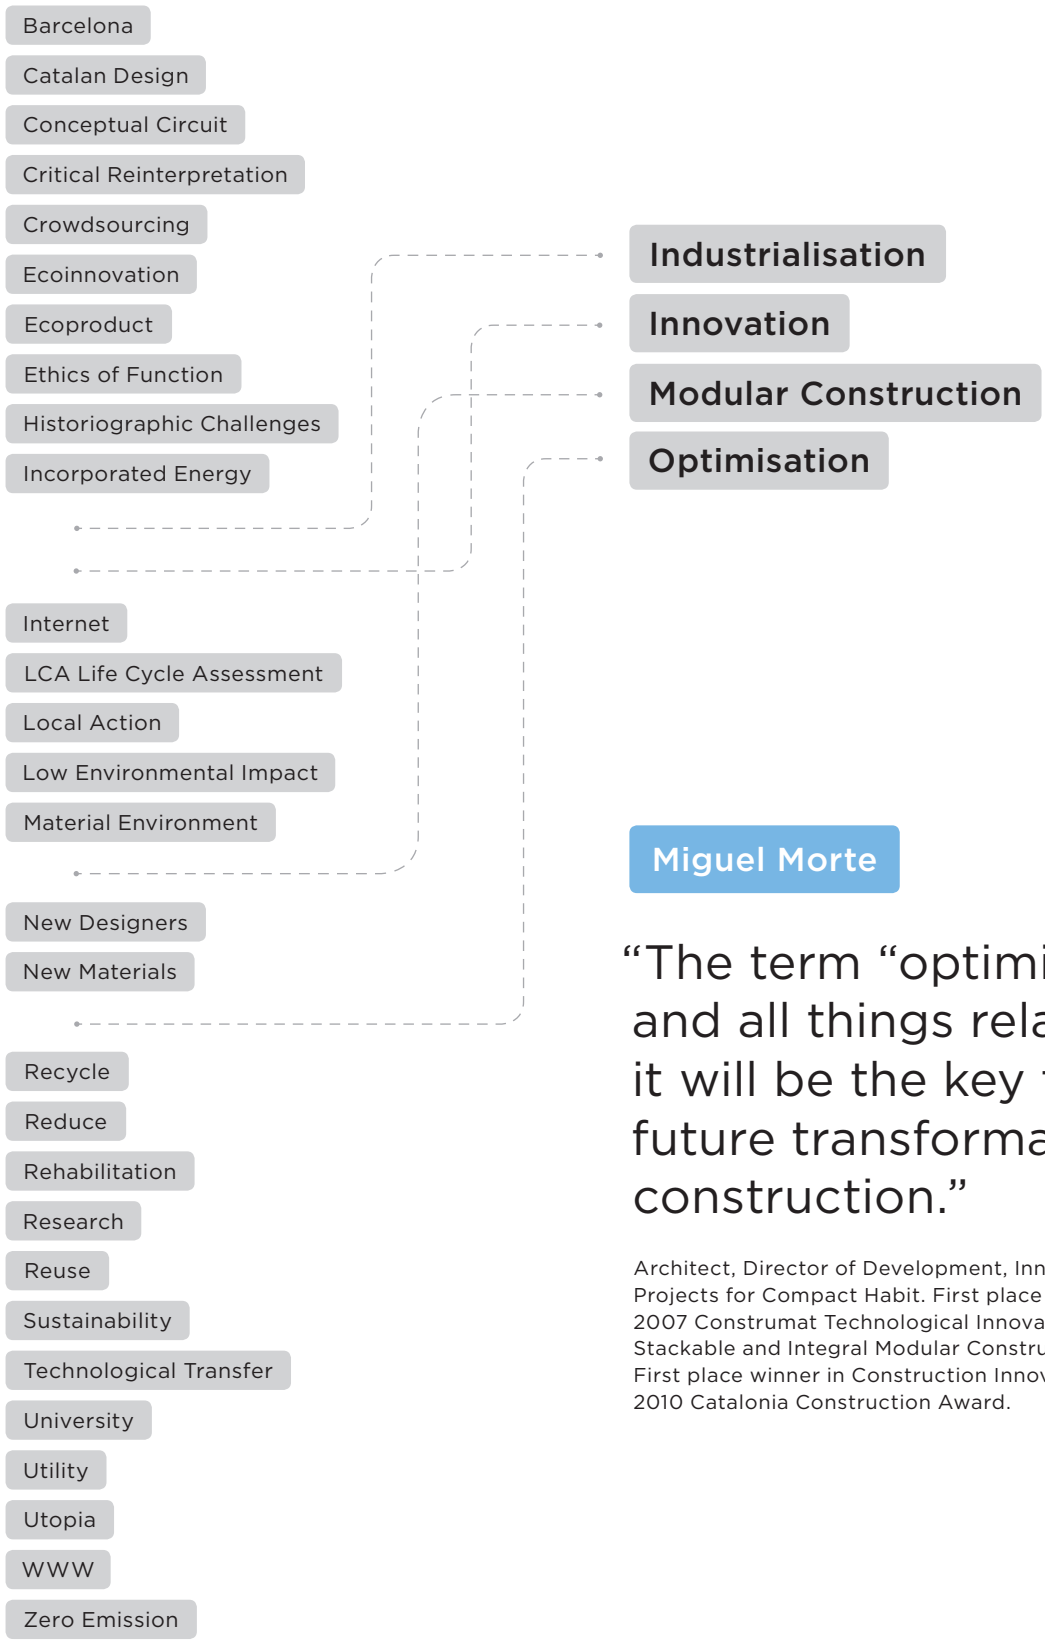 Barcelona
Catalan Design
Conceptual Circuit
Critical Reinterpretation
Crowdsourcing
Ecoinnovation
Ecoproduct
Ethics of Function
Historiographic Challenges
Incorporated Energy
Internet
LCA Life Cycle Assessment
Local Action
Low Environmental Impact
Material Environment
New Designers
New Materials
Recycle
Reduce
Rehabilitation
Research
Reuse
Sustainability
Technological Transfer
University
Utility
Utopia
WWW
Zero Emission
Industrialisation
Innovation
Modular Construction
Optimisation
Miguel Morte
“The term “optimi
and all things rela
it will be the key
future transforma
construction.”
Architect, Director of Development, Inn
Projects for Compact Habit. First place
2007 Construmat Technological Innova
Stackable and Integral Modular Constru
First place winner in Construction Innov
2010 Catalonia Construction Award.